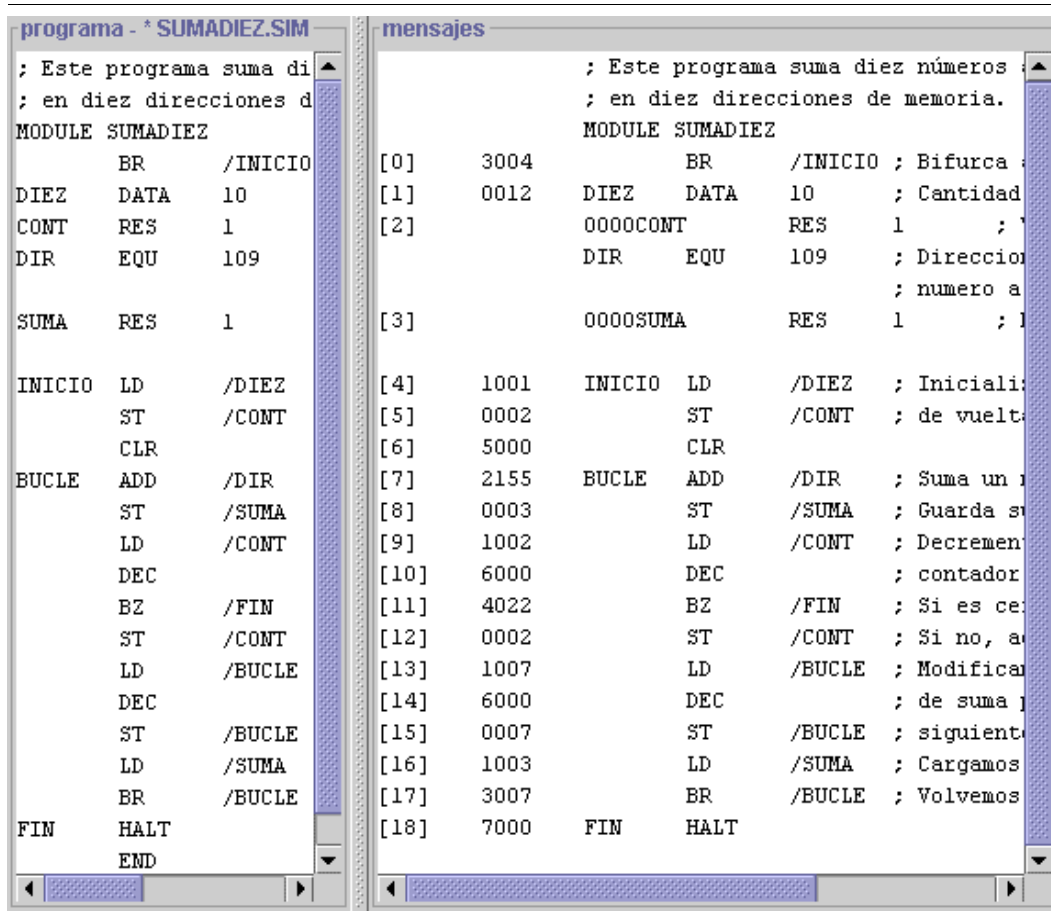 programa - * SUMADIEZ.SIM
; Este programa suma di
; en diez direcciones d
MODULE SUMADIEZ
BR /INICIO
DIEZ DATA 10
CONT RES 1
DIR EQU 109
SUMA RES 1
INICIO LD /DIEZ
ST /CONT
CLR
BUCLE ADD /DIR
ST /SUMA
LD /CONT
DEC
BZ /FIN
ST /CONT
LD /BUCLE
DEC
ST /BUCLE
LD /SUMA
BR /BUCLE
FIN HALT
END
mensajes
; Este programa suma diez números
; en diez direcciones de memoria.
MODULE SUMADIEZ
[0] 3004 BR /INICIO ; Bifurca
[1] 0012 DIEZ DATA 10 ; Cantidad
[2] 0000CONT RES 1 ;
DIR EQU 109 ; Direccion
; numero a
[3] 0000SUMA RES 1 ;
[4] 1001 INICIO LD /DIEZ ; Iniciali
[5] 0002 ST /CONT ; de vuelt
[6] 5000 CLR
[7] 2155 BUCLE ADD /DIR ; Suma un
[8] 0003 ST /SUMA ; Guarda s
[9] 1002 LD /CONT ; Decremen
[10] 6000 DEC ; contador
[11] 4022 BZ /FIN ; Si es ce
[12] 0002 ST /CONT ; Si no, a
[13] 1007 LD /BUCLE ; Modifica
[14] 6000 DEC ; de suma
[15] 0007 ST /BUCLE ; siguient
[16] 1003 LD /SUMA ; Cargamos
[17] 3007 BR /BUCLE ; Volvemos
[18] 7000 FIN HALT